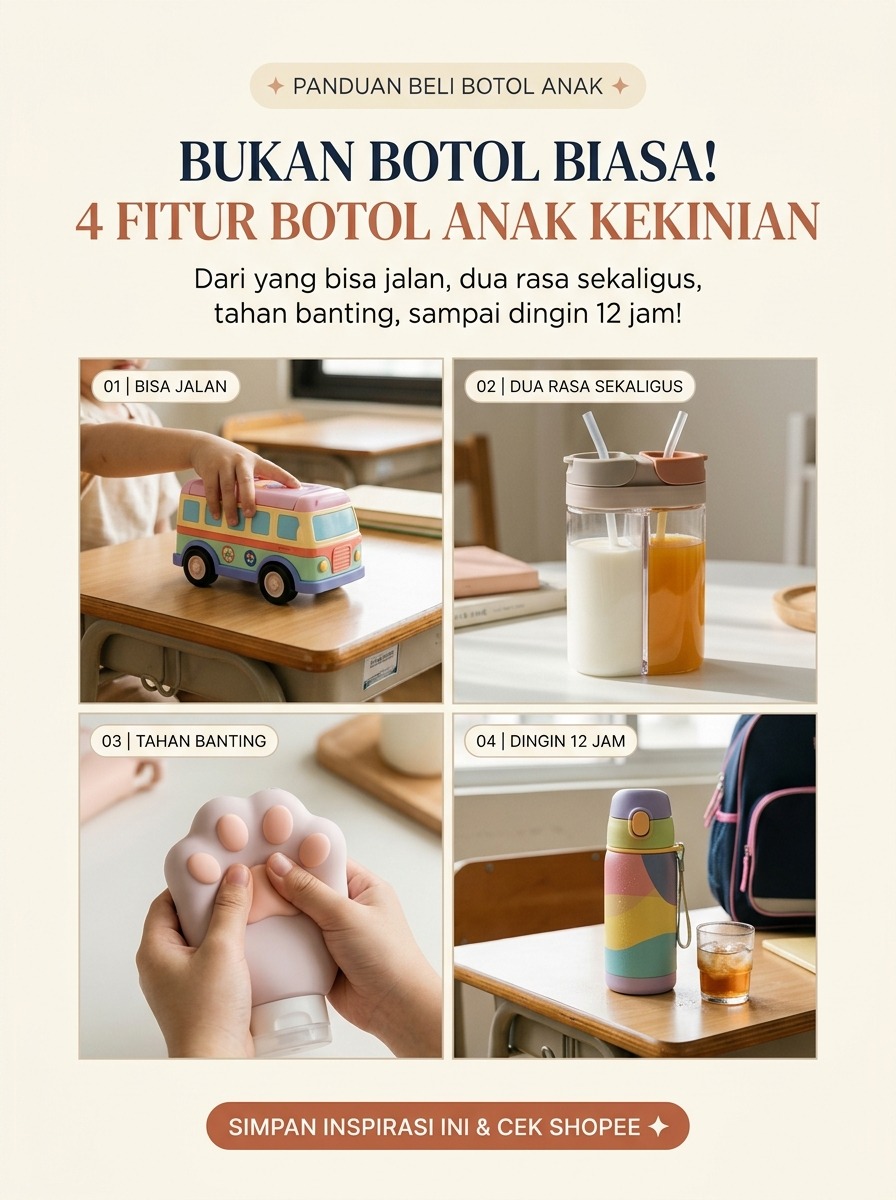 ✦ PANDUAN BELI BOTOL ANAK ✦
BUKAN BOTOL BIASA!
4 FITUR BOTOL ANAK KEKINIAN
Dari yang bisa jalan, dua rasa sekaligus,
tahan banting, sampai dingin 12 jam!
01 | BISA JALAN
02 | DUA RASA SEKALIGUS
03 | TAHAN BANTING
04 | DINGIN 12 JAM
SIMPAN INSPIRASI INI & CEK SHOPEE ✦